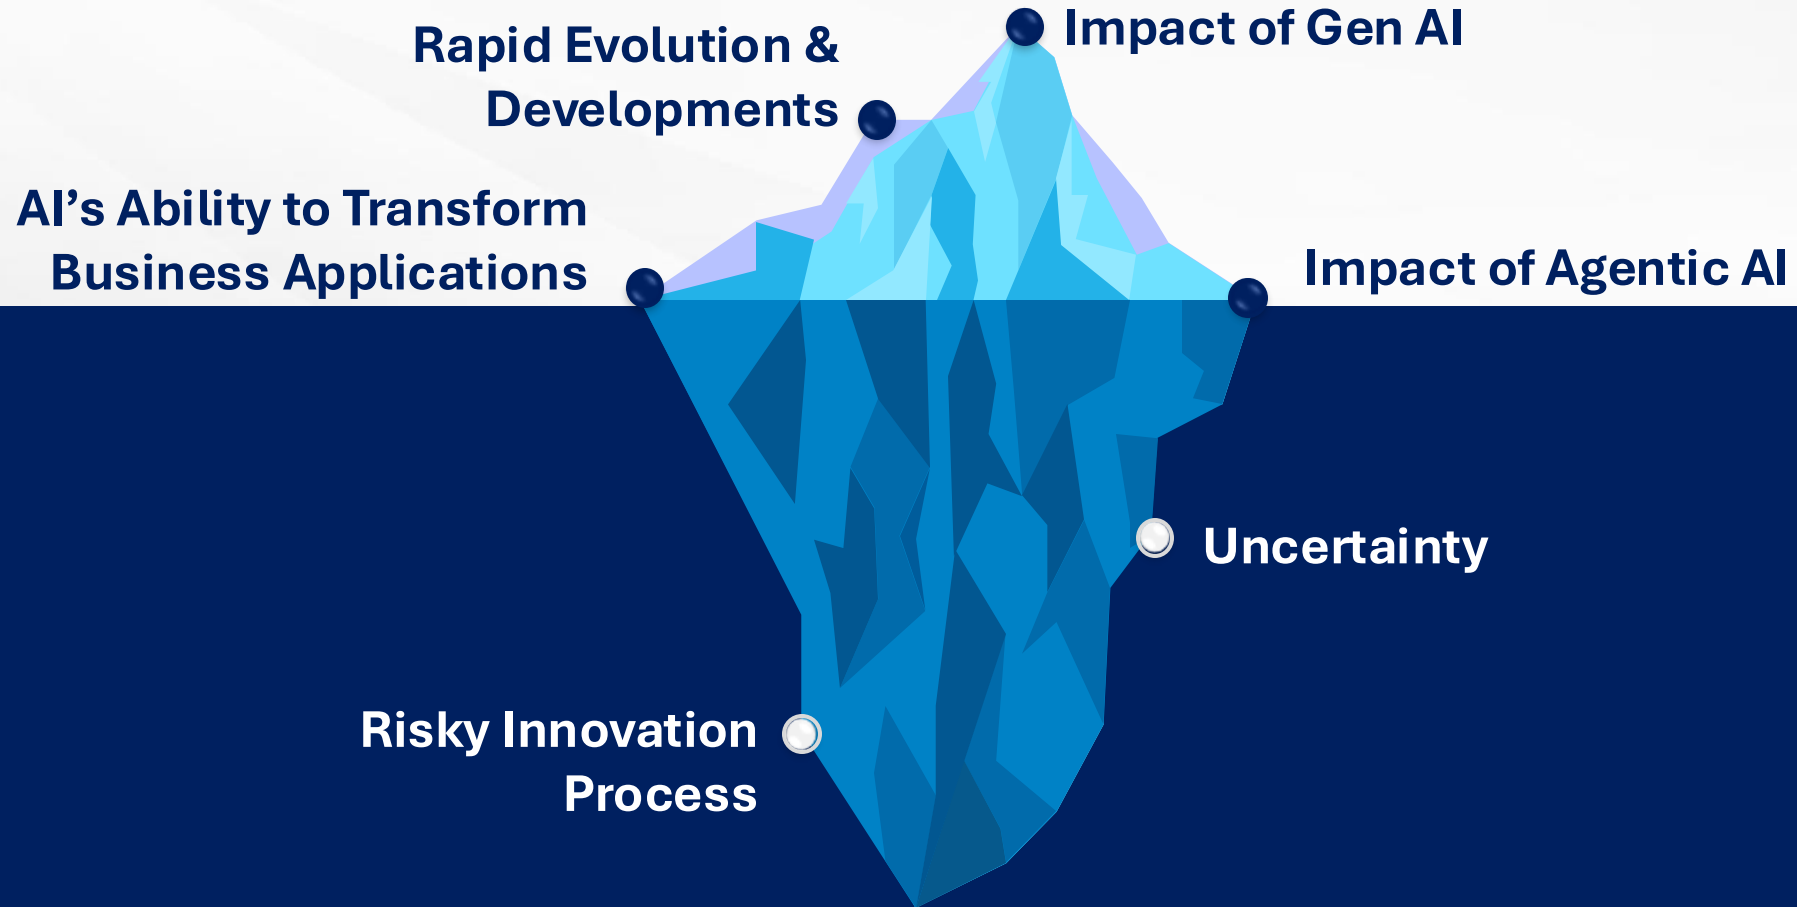 Impact of Gen AI
Rapid Evolution &
Developments
AI’s Ability to Transform
Business Applications
Impact of Agentic AI
Uncertainty
Risky Innovation
Process